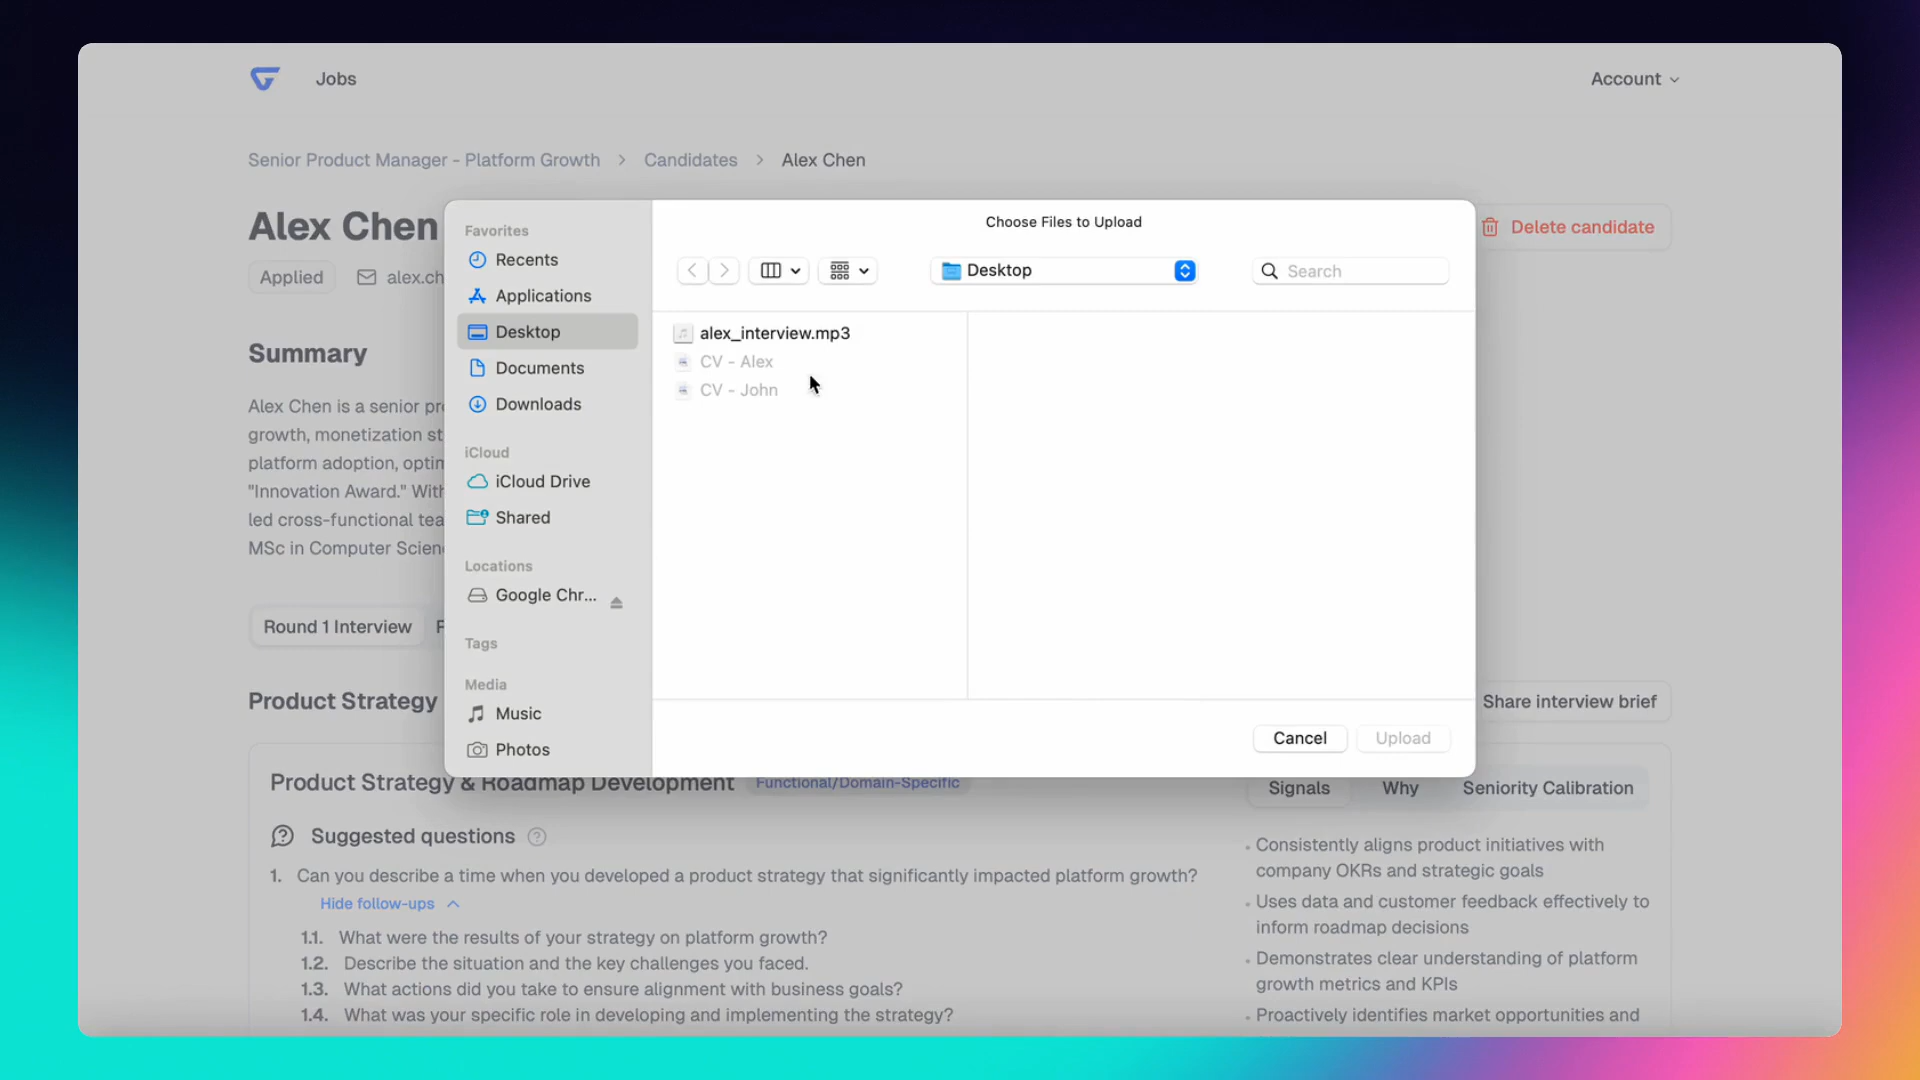 Jobs
Account
Senior Product Manager - Platform Growth > Candidates > Alex Chen
Alex Chen
Delete candidate
Applied
alex.ch
Summary
Alex Chen is a senior pr
growth, monetization st
platform adoption, optim
"Innovation Award." With
led cross-functional tea
MSc in Computer Scienc
Round 1 Interview
Product Strategy
Share interview brief
Choose Files to Upload
Favorites
Recents
Applications
Desktop
Documents
Downloads
iCloud
iCloud Drive
Shared
Locations
Google Chr...
Tags
Media
Music
Photos
Desktop
Search
alex_interview.mp3
CV - Alex
CV - John
Cancel
Upload
Product Strategy & Roadmap Development
Functional/Domain-Specific
Suggested questions
1. Can you describe a time when you developed a product strategy that significantly impacted platform growth?
Hide follow-ups
1.1. What were the results of your strategy on platform growth?
1.2. Describe the situation and the key challenges you faced.
1.3. What actions did you take to ensure alignment with business goals?
1.4. What was your specific role in developing and implementing the strategy?
Signals
Why
Seniority Calibration
Consistently aligns product initiatives with
company OKRs and strategic goals
Uses data and customer feedback effectively to
inform roadmap decisions
Demonstrates clear understanding of platform
growth metrics and KPIs
Proactively identifies market opportunities and